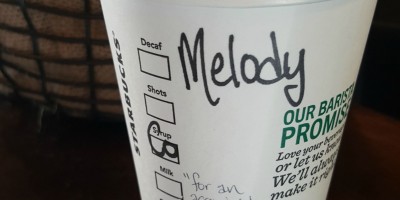 STARBUCKS
Decaf
Melody
Shots
Syrup
Milk
OUR BARISTA
PROMISE
Love your beverage
or let us know.
We'll always
make it right.
"for an